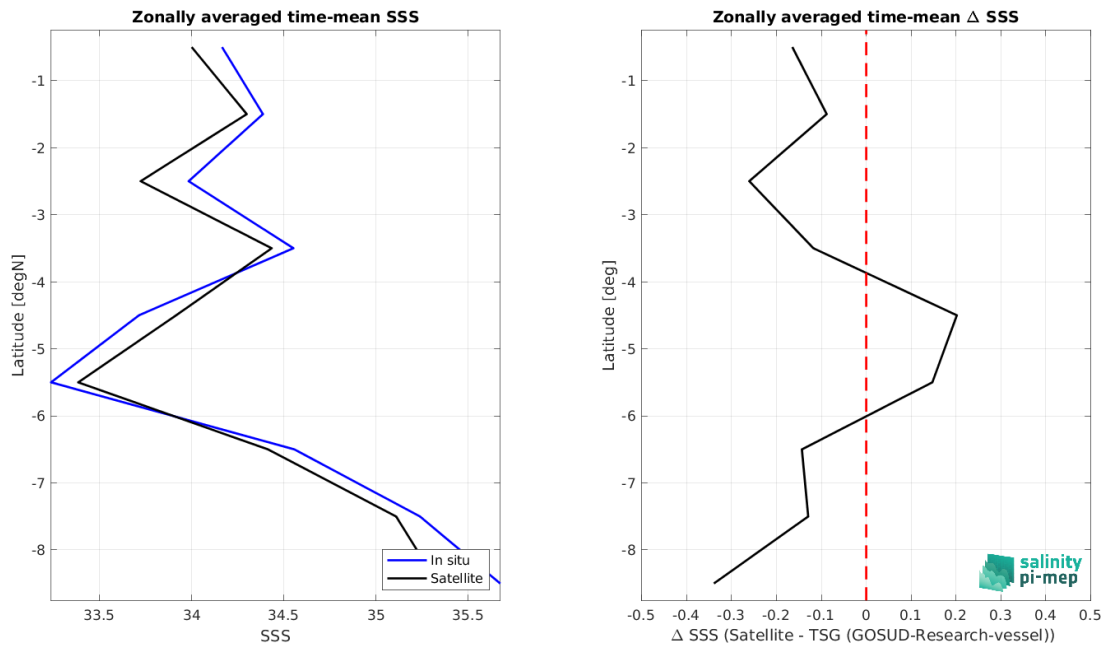 Zonally averaged time-mean SSS
-1
-2
-3
-4
-5
-6
-7
-8
Latitude [degN]
33.5 34 34.5 35 35.5
SSS
In situ
Satellite
Zonally averaged time-mean Δ SSS
-1
-2
-3
-4
-5
-6
-7
-8
Latitude [deg]
-0.5 -0.4 -0.3 -0.2 -0.1 0 0.1 0.2 0.3 0.4 0.5
Δ SSS (Satellite - TSG (GOSUD-Research-vessel))
salinity
pi-mep